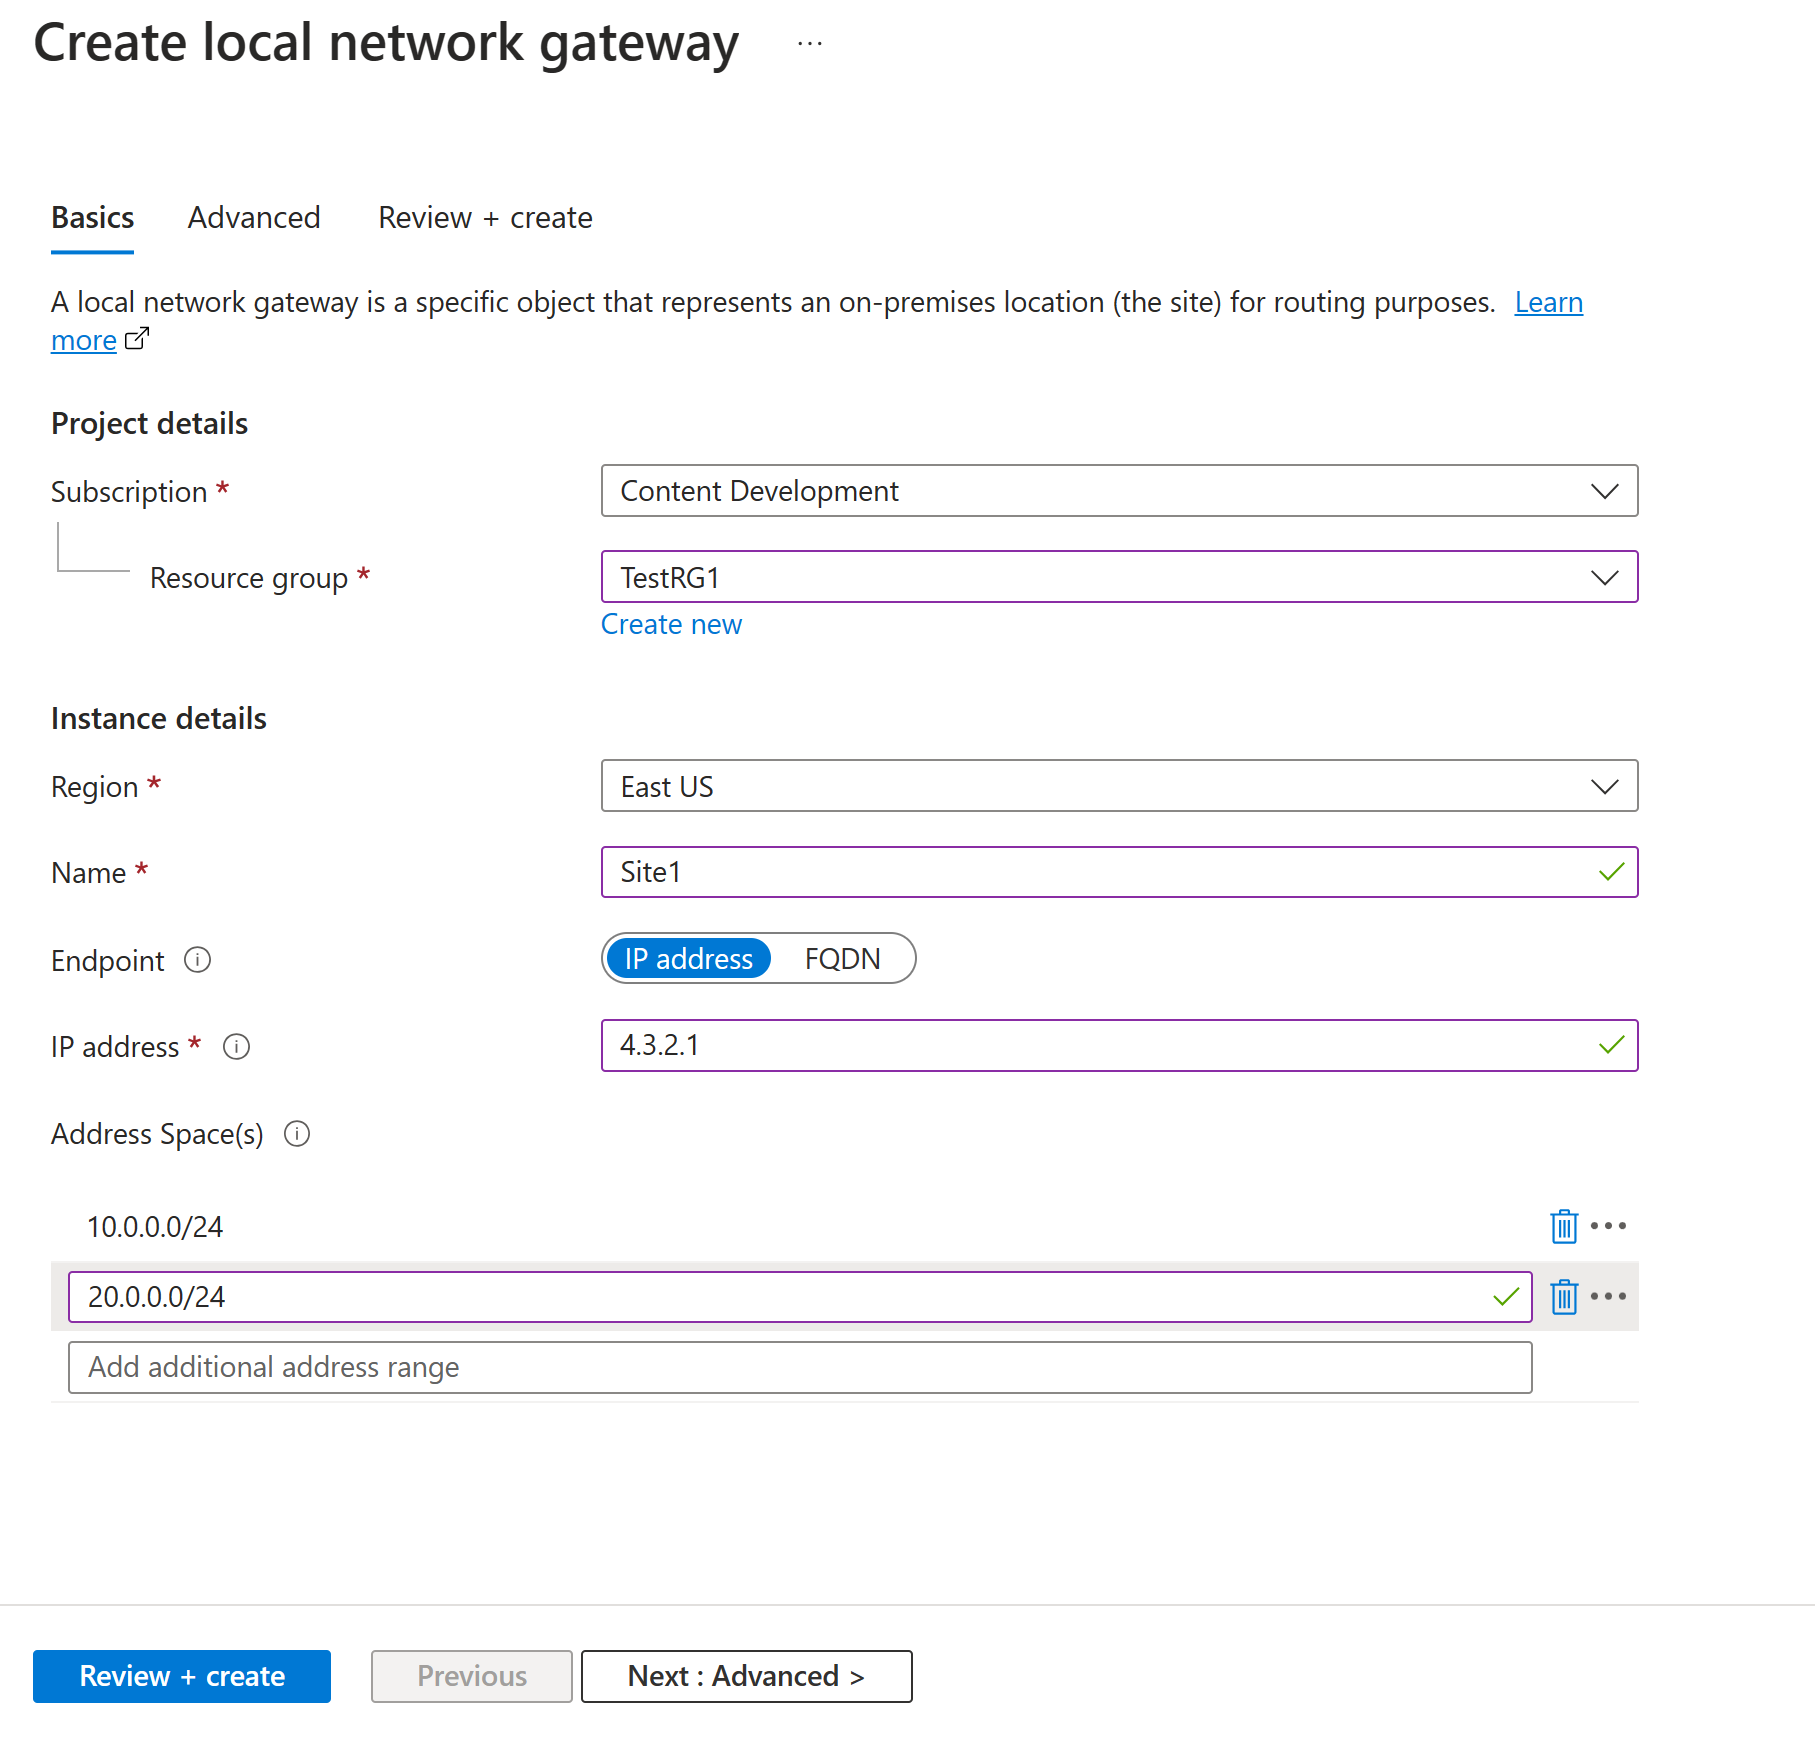 Create local network gateway ...
Basics Advanced Review + create
A local network gateway is a specific object that represents an on-premises location (the site) for routing purposes. Learn
more
Project details
Subscription * Content Development
Resource group * TestRG1
Create new
Instance details
Region * East US
Name * Site1
Endpoint IP address FQDN
IP address * 4.3.2.1
Address Space(s)
10.0.0.0/24
20.0.0.0/24
Add additional address range
Review + create Previous Next : Advanced >